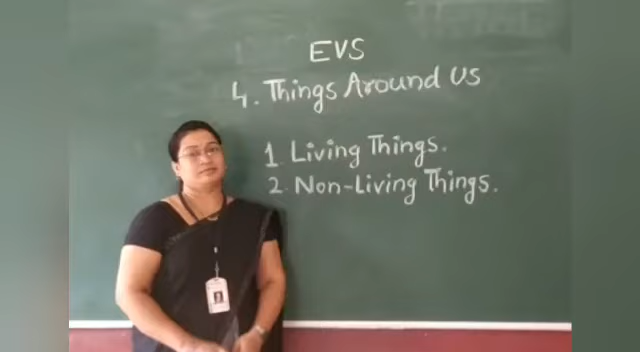 EVS
4. Things Around Us
1. Living Things.
2. Non-Living Things.